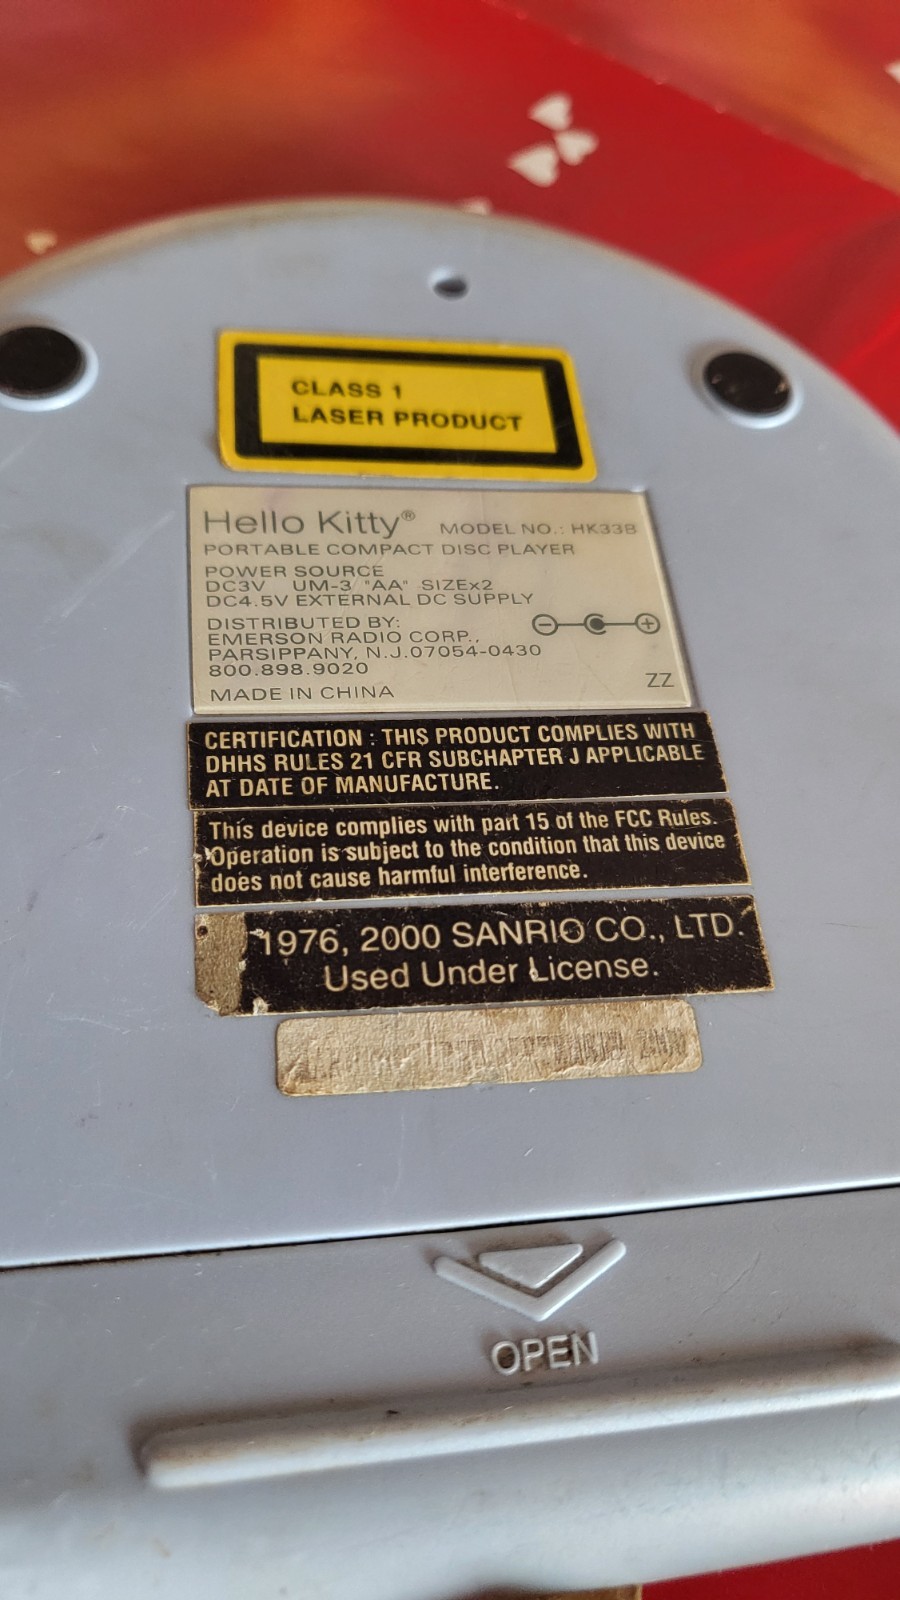 CLASS 1
LASER PRODUCT
Hello Kitty® MODEL NO.: HK33B
PORTABLE COMPACT DISC PLAYER
POWER SOURCE
DC3V UM-3 "AA" SIZEx2
DC4.5V EXTERNAL DC SUPPLY
DISTRIBUTED BY:
EMERSON RADIO CORP.,
PARSIPPANY, N.J.07054-0430
800.898.9020
MADE IN CHINA ZZ
CERTIFICATION : THIS PRODUCT COMPLIES WITH
DHHS RULES 21 CFR SUBCHAPTER J APPLICABLE
AT DATE OF MANUFACTURE.
This device complies with part 15 of the FCC Rules.
Operation is subject to the condition that this device
does not cause harmful interference.
1976, 2000 SANRIO CO., LTD.
Used Under License.
2000
OPEN